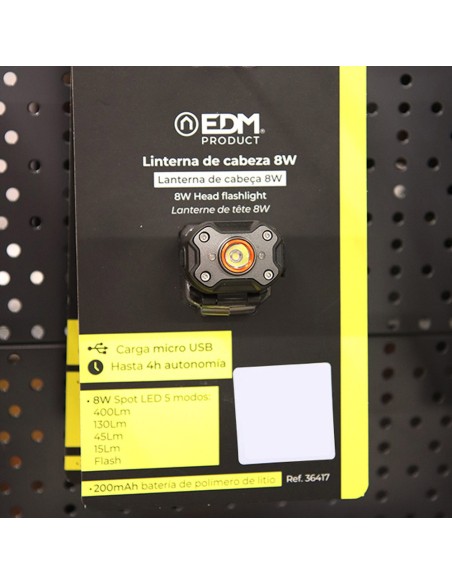 EDM®
PRODUCT
Linterna de cabeza 8W
Lanterna de cabeça 8W
8W Head flashlight
Lanterne de tête 8W
Carga micro USB
Hasta 4h autonomía
• 8W Spot LED 5 modos:
400Lm
130Lm
45Lm
15Lm
Flash
• 200mAh batería de polímero de litio
Ref. 36417